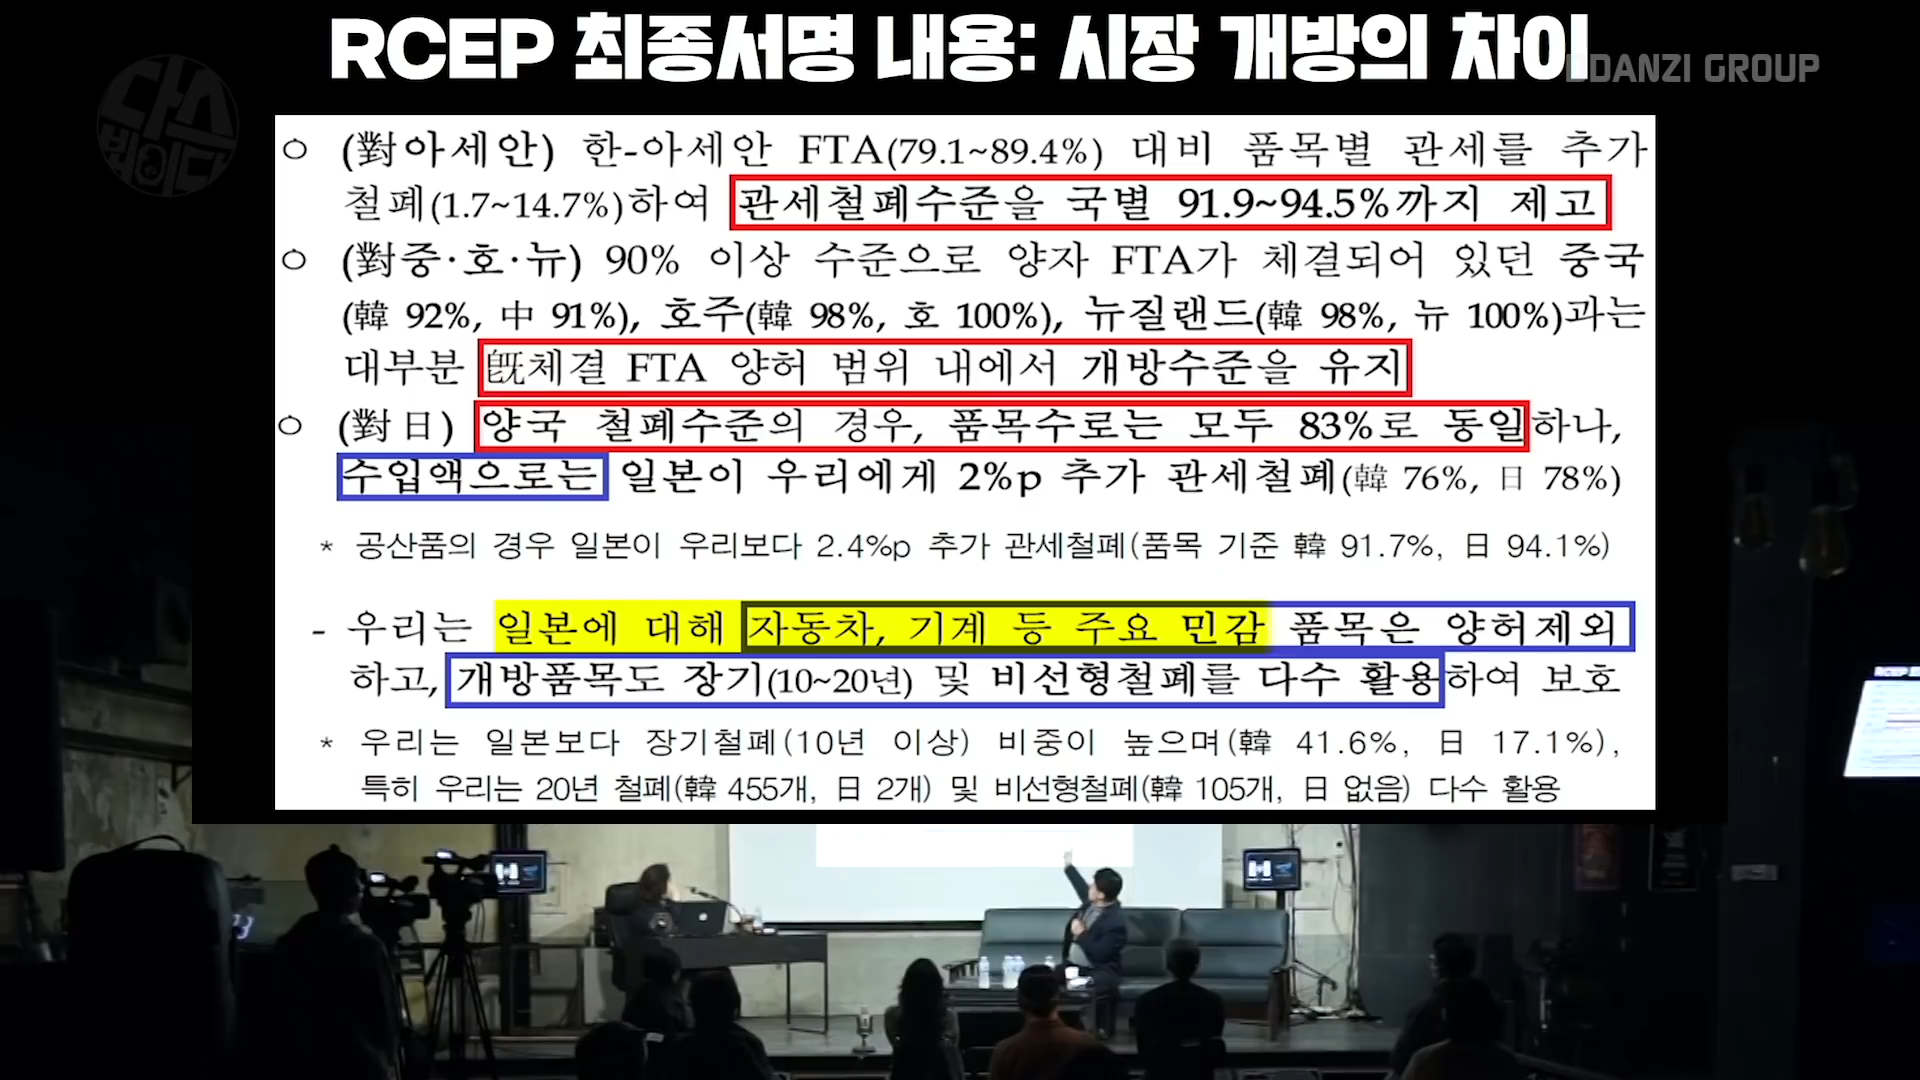 RCEP 최종서명 내용: 시장 개방의 차이
DDANZI GROUP
다스
뵈이다
○ (對아세안) 한-아세안 FTA(79.1~89.4%) 대비 품목별 관세를 추가
철폐(1.7~14.7%)하여 관세철폐수준을 국별 91.9~94.5%까지 제고
○ (對중·호·뉴) 90% 이상 수준으로 양자 FTA가 체결되어 있던 중국
(韓 92%, 中 91%), 호주(韓 98%, 호 100%), 뉴질랜드(韓 98%, 뉴 100%)과는
대부분 旣체결 FTA 양허 범위 내에서 개방수준을 유지
○ (對日) 양국 철폐수준의 경우, 품목수로는 모두 83%로 동일하나,
수입액으로는 일본이 우리에게 2%p 추가 관세철폐(韓 76%, 日 78%)
* 공산품의 경우 일본이 우리보다 2.4%p 추가 관세철폐(품목 기준 韓 91.7%, 日 94.1%)
- 우리는 일본에 대해 자동차, 기계 등 주요 민감 품목은 양허제외
하고, 개방품목도 장기(10~20년) 및 비선형철폐를 다수 활용하여 보호
* 우리는 일본보다 장기철폐(10년 이상) 비중이 높으며(韓 41.6%, 日 17.1%),
특히 우리는 20년 철폐(韓 455개, 日 2개) 및 비선형철폐(韓 105개, 日 없음) 다수 활용